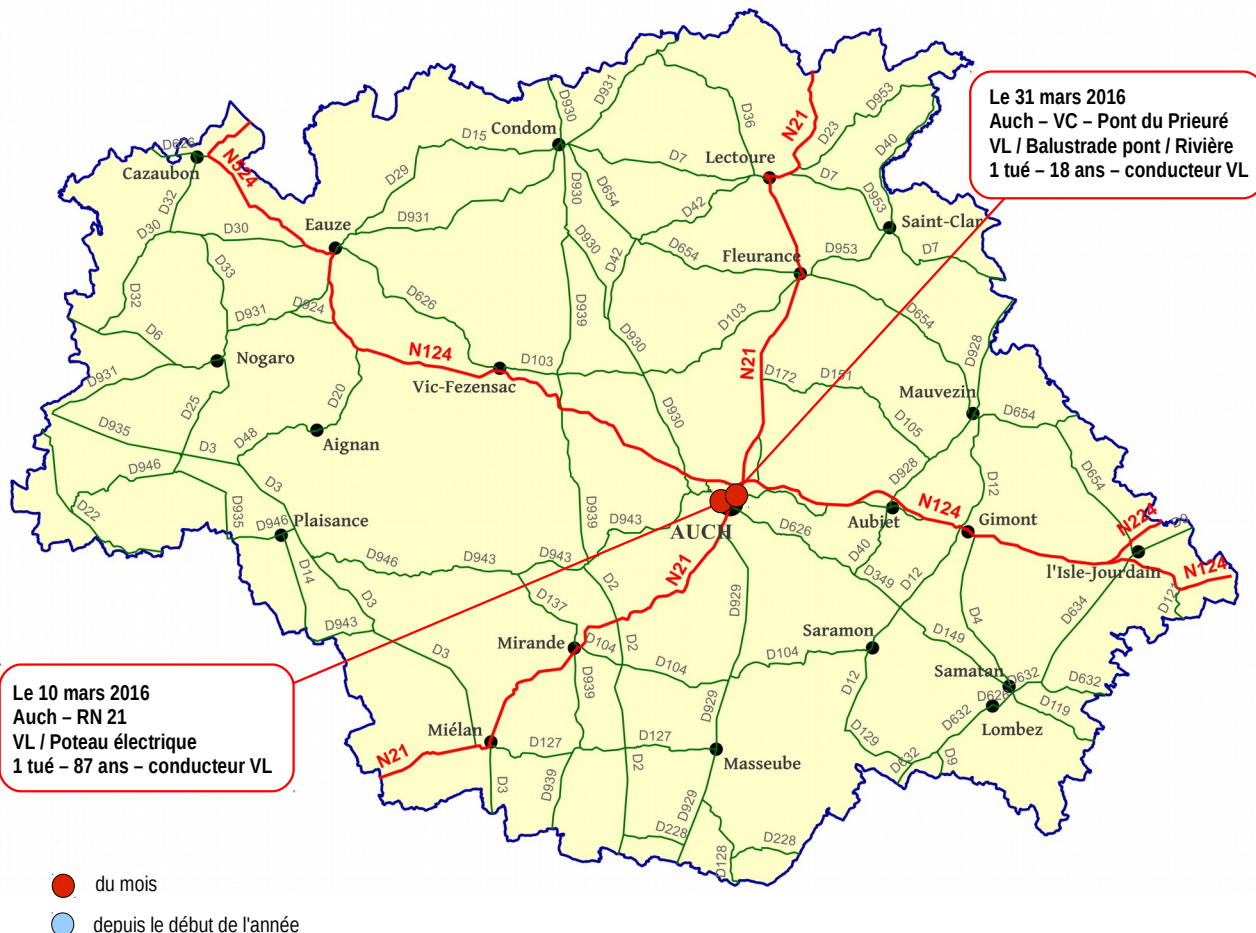 Le 31 mars 2016
Auch – VC – Pont du Prieuré
VL / Balustrade pont / Rivière
1 tué – 18 ans – conducteur VL
Le 10 mars 2016
Auch – RN 21
VL / Poteau électrique
1 tué – 87 ans – conducteur VL
D931
D930
D36
N21
D953
D23
D40
Condom
D15
D626
Cazaubon
N524
D7
Lectoure
D7
D29
D930
D654
D953
D32
D42
Saint-Clar
D30
D30
Eauze
D931
D930
D42
D654
Fleurance
D953
D7
D33
D32
D626
D931
D924
D939
D930
D103
D654
D928
D6
Nogaro
N124
D103
Vic-Fezensac
N21
D172
D151
D931
D20
D25
D930
Mauvezin
D654
D105
D935
D3
D48
Aignan
D946
D3
D928
D12
D654
D22
D935
D946
Plaisance
D939
D943
AUCH
D626
Aubiet
N124
Gimont
N224
D9
D946
D943
D943
N21
D40
D349
D12
l'Isle-Jourdain
N124
D14
D3
D2
D137
D929
D4
D634
D121
D943
D3
Mirande
D104
D2
D104
D104
Saramon
D149
D939
D929
D12
Samatan
D632
D632
D626
D632
Lombez
D119
Miélan
N21
D127
D127
D2
Masseube
D129
D632
D9
D3
D939
D929
D228
D128
D228
du mois
depuis le début de l'année